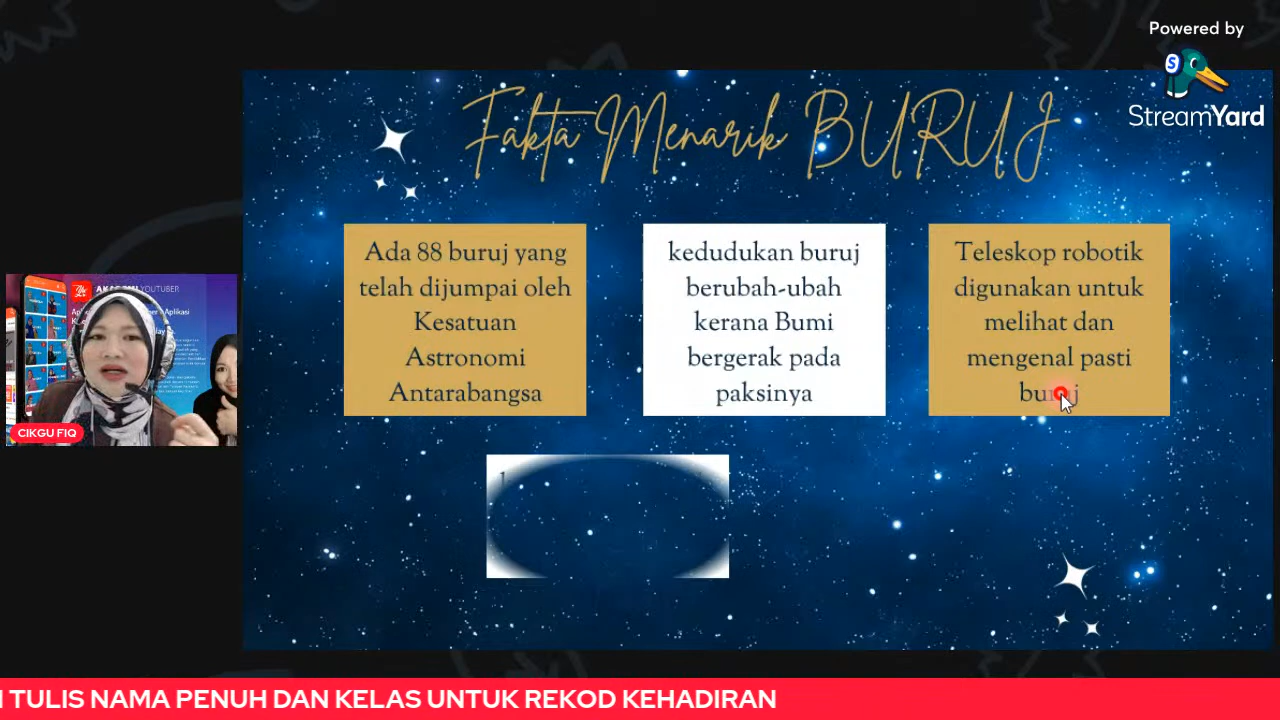 Powered by
StreamYard
Fakta Menarik BURUJ
Ada 88 buruj yang
telah dijumpai oleh
Kesatuan
Astronomi
Antarabangsa
kedudukan buruj
berubah-ubah
kerana Bumi
bergerak pada
paksinya
Teleskop robotik
digunakan untuk
melihat dan
mengenal pasti
buruj
YOUTUBER
CIKGU FIQ
TULIS NAMA PENUH DAN KELAS UNTUK REKOD KEHADIRAN